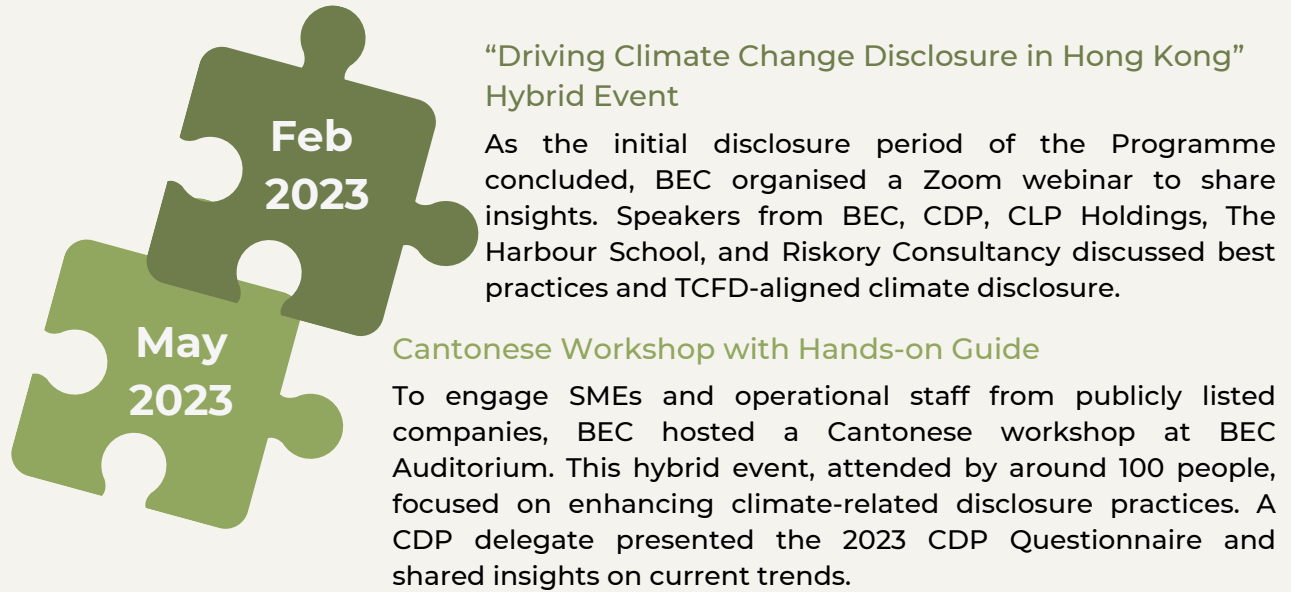 Feb
2023
“Driving Climate Change Disclosure in Hong Kong”
Hybrid Event
As the initial disclosure period of the Programme
concluded, BEC organised a Zoom webinar to share
insights. Speakers from BEC, CDP, CLP Holdings, The
Harbour School, and Riskory Consultancy discussed best
practices and TCFD-aligned climate disclosure.
May
2023
Cantonese Workshop with Hands-on Guide
To engage SMEs and operational staff from publicly listed
companies, BEC hosted a Cantonese workshop at BEC
Auditorium. This hybrid event, attended by around 100 people,
focused on enhancing climate-related disclosure practices. A
CDP delegate presented the 2023 CDP Questionnaire and
shared insights on current trends.